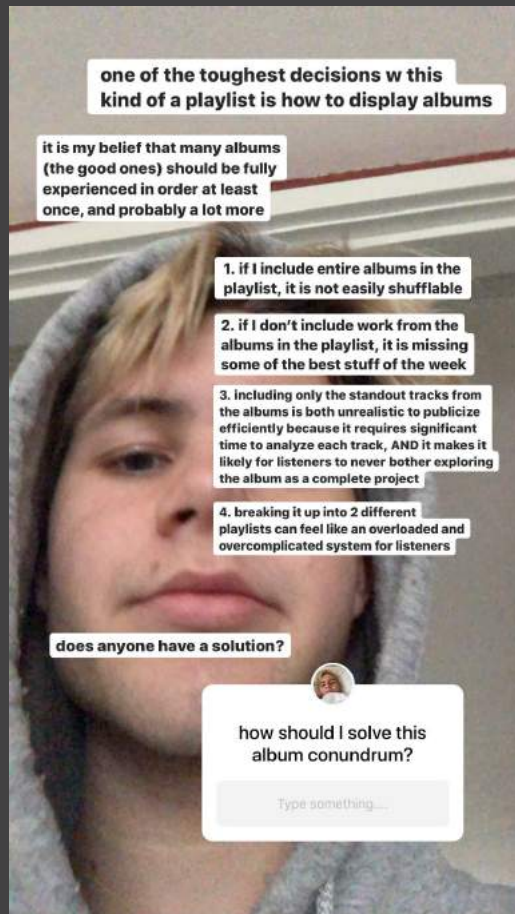 one of the toughest decisions w this
kind of a playlist is how to display albums
it is my belief that many albums
(the good ones) should be fully
experienced in order at least
once, and probably a lot more
1. if I include entire albums in the
playlist, it is not easily shufflable
2. if I don't include work from the
albums in the playlist, it is missing
some of the best stuff of the week
3. including only the standout tracks from
the albums is both unrealistic to publicize
efficiently because it requires significant
time to analyze each track, AND it makes it
likely for listeners to never bother exploring
the album as a complete project
4. breaking it up into 2 different
playlists can feel like an overloaded and
overcomplicated system for listeners
does anyone have a solution?
how should I solve this
album conundrum?
Type something...